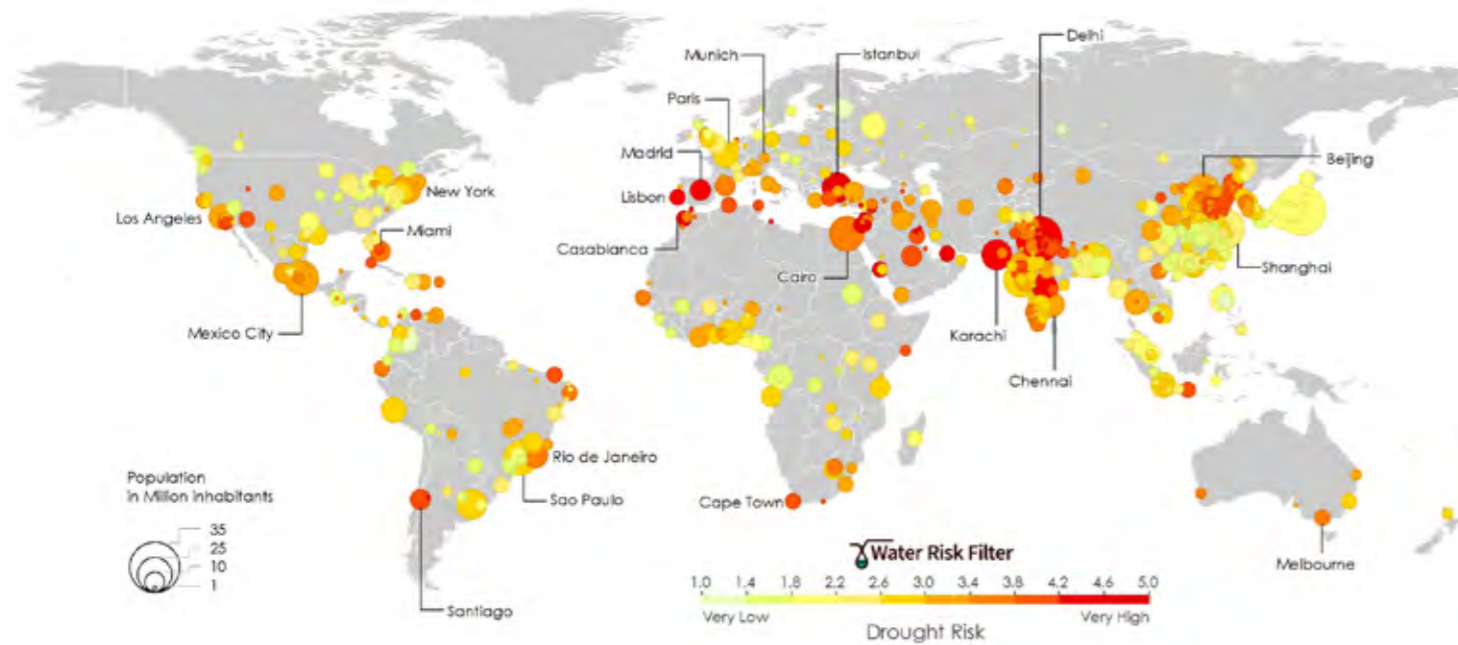 Delhi
Munich
Istanbul
Paris
Madrid
Beijing
Lisbon
New York
Los Angeles
Miami
Casablanca
Cairo
Shanghai
Mexico City
Karachi
Chennai
Rio de Janeiro
Population
in Million inhabitants
Sao Paulo
Cape Town
35
25
10
1
Water Risk Filter
Melbourne
1.0 1.4 1.8 2.2 2.6 3.0 3.4 3.8 4.2 4.6 5.0
Santiago
Very Low Very High
Drought Risk